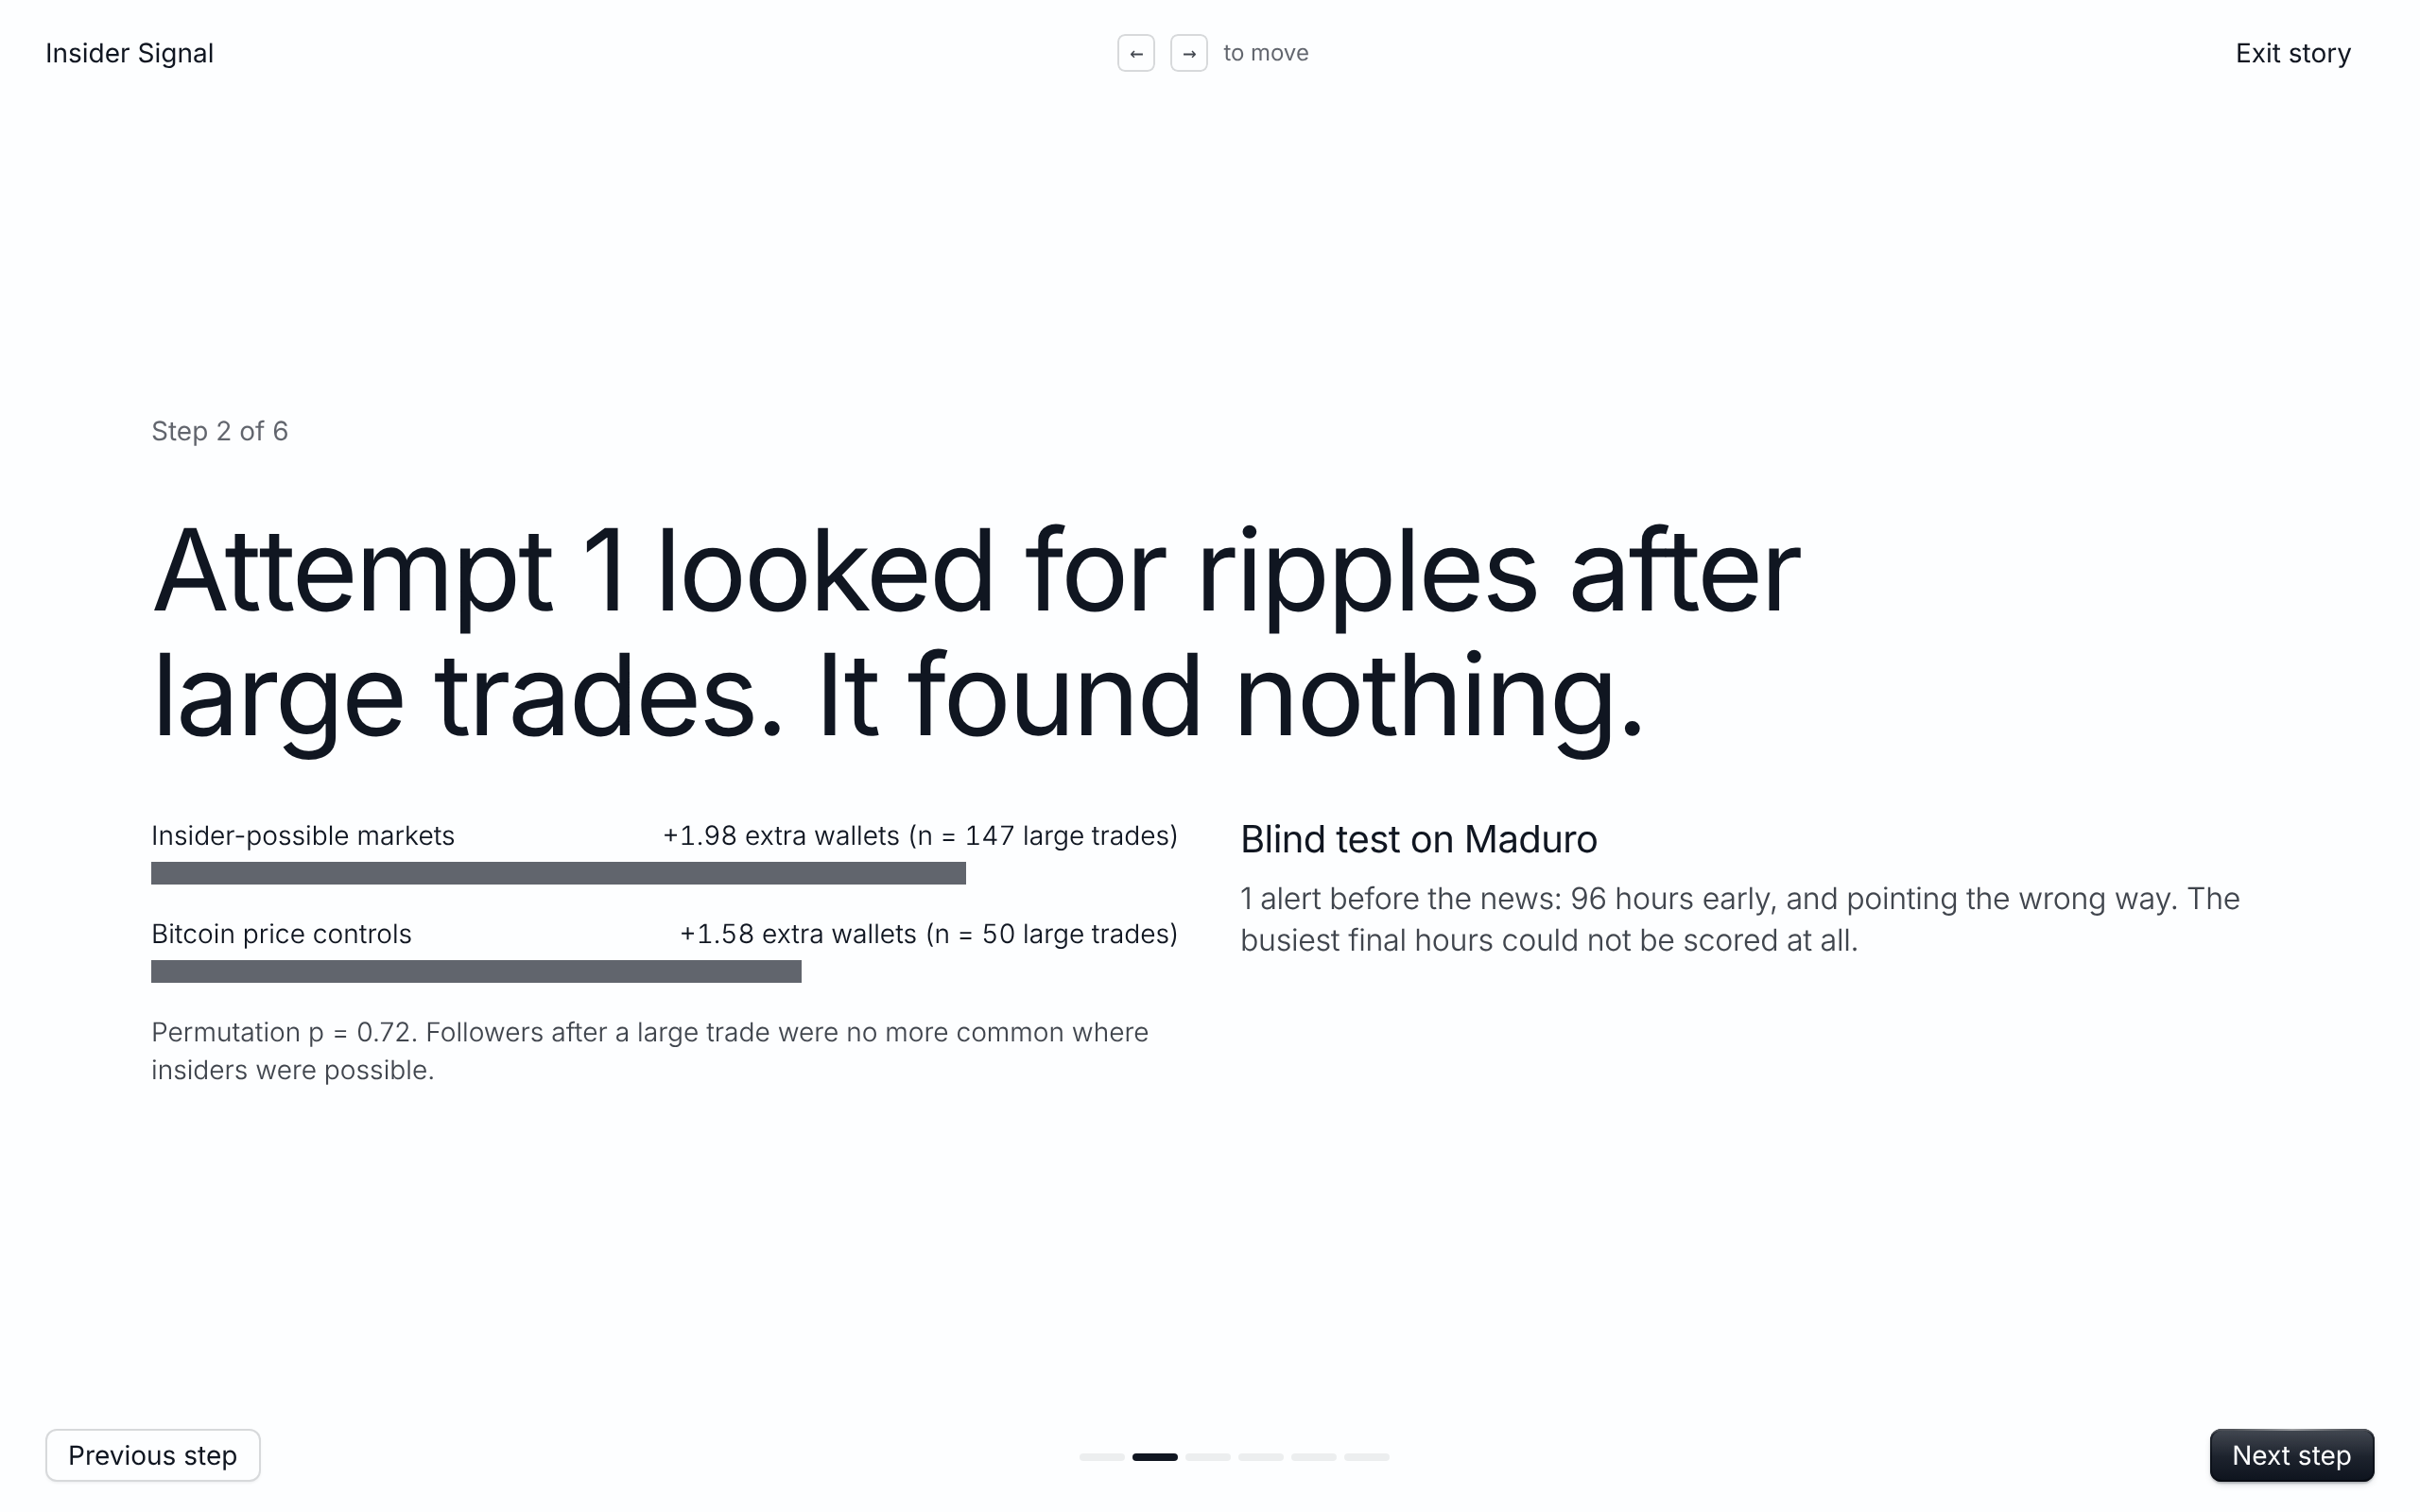 Insider Signal
← → to move
Exit story
Step 2 of 6
Attempt 1 looked for ripples after
large trades. It found nothing.
Insider-possible markets +1.98 extra wallets (n = 147 large trades)
Bitcoin price controls +1.58 extra wallets (n = 50 large trades)
Permutation p = 0.72. Followers after a large trade were no more common where
insiders were possible.
Blind test on Maduro
1 alert before the news: 96 hours early, and pointing the wrong way. The
busiest final hours could not be scored at all.
Previous step
Next step